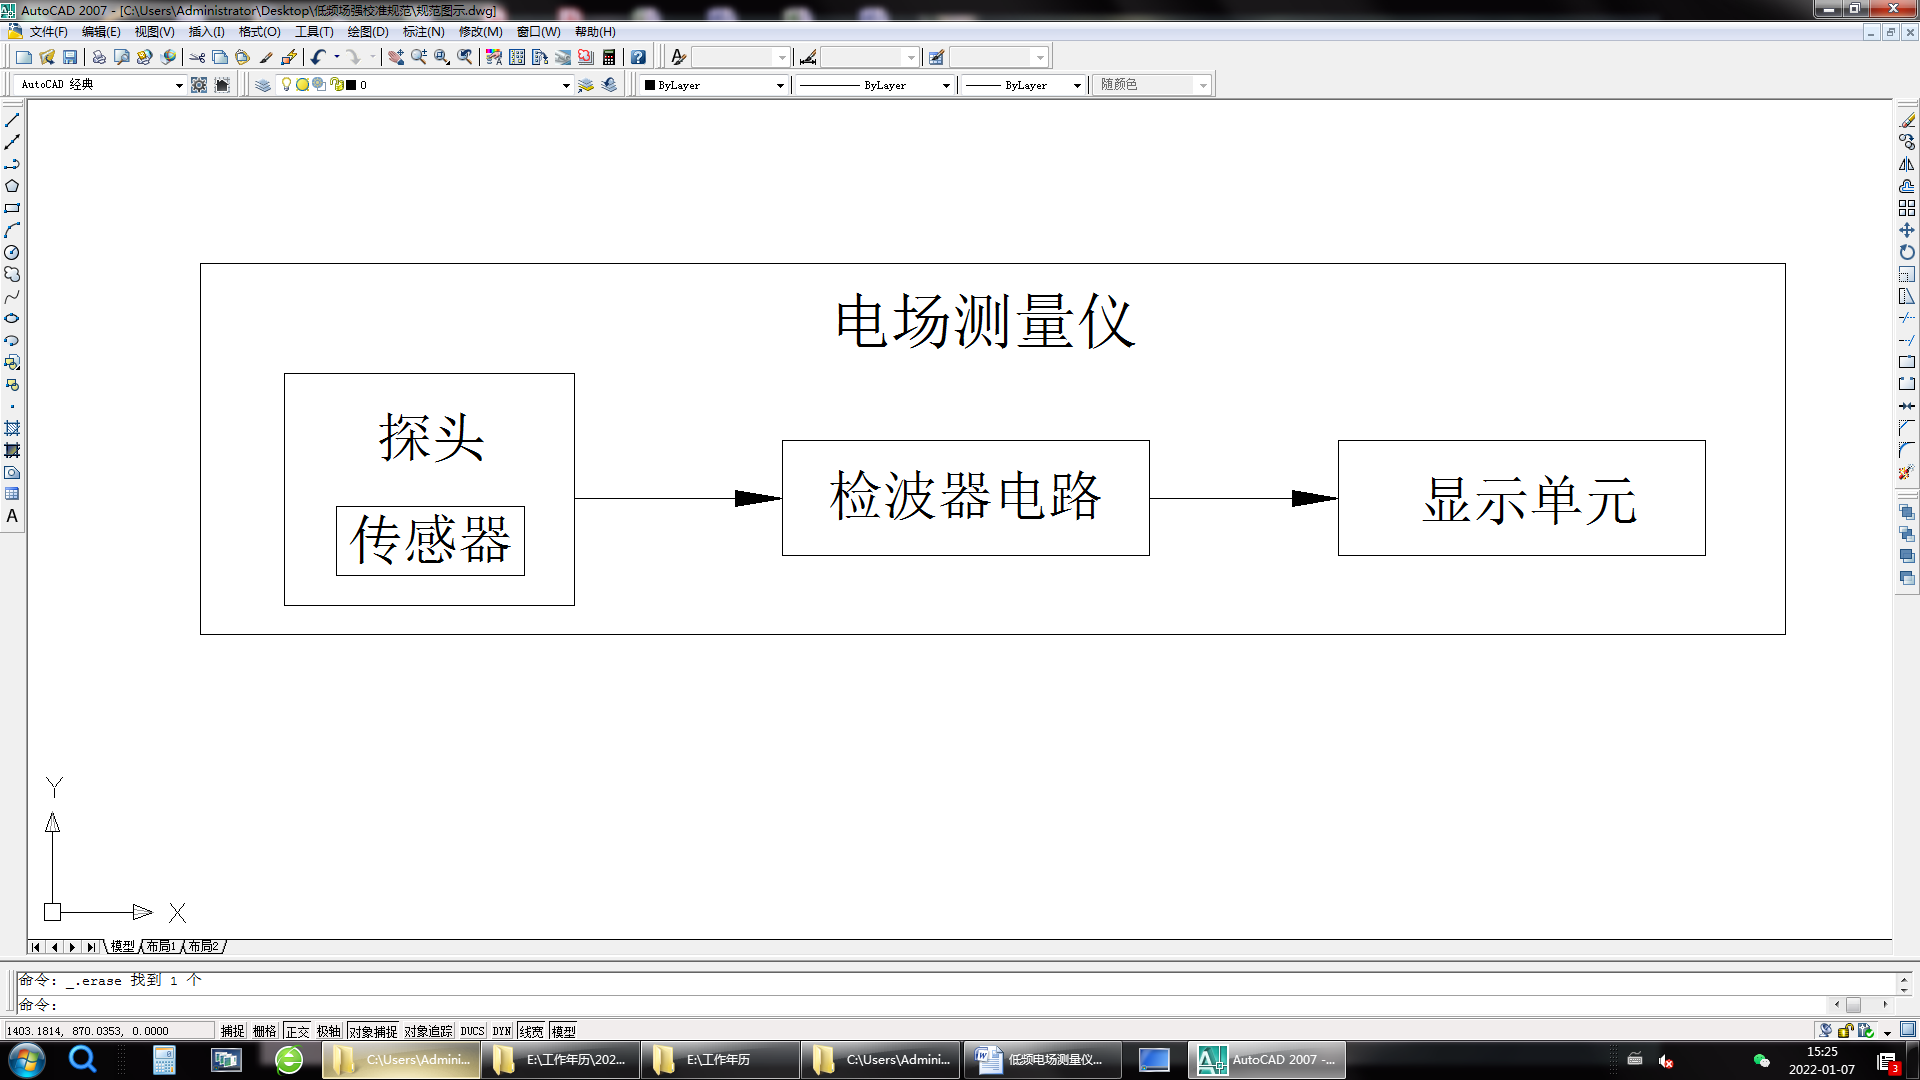 AutoCAD 2007 - [C:\Users\Administrator\Desktop\低频场强校准规范\规范图示.dwg]
文件(F) 编辑(E) 视图(V) 插入(I) 格式(O) 工具(T) 绘图(D) 标注(N) 修改(M) 窗口(W) 帮助(H)
AutoCAD 经典
0
ByLayer
ByLayer
ByLayer
随颜色
A
电场测量仪
探头
传感器
检波器电路
显示单元
Y
X
模型 布局1 布局2
命令: _.erase 找到 1 个
命令:
1403.1814, 870.0353, 0.0000 捕捉 栅格 正交 极轴 对象捕捉 对象追踪 DUCS DYN 线宽 模型
C:\Users\Admini... E:\工作年历\202... E:\工作年历 C:\Users\Admini... 低频电场测量仪... AutoCAD 2007 -...
15:25
2022-01-07
3